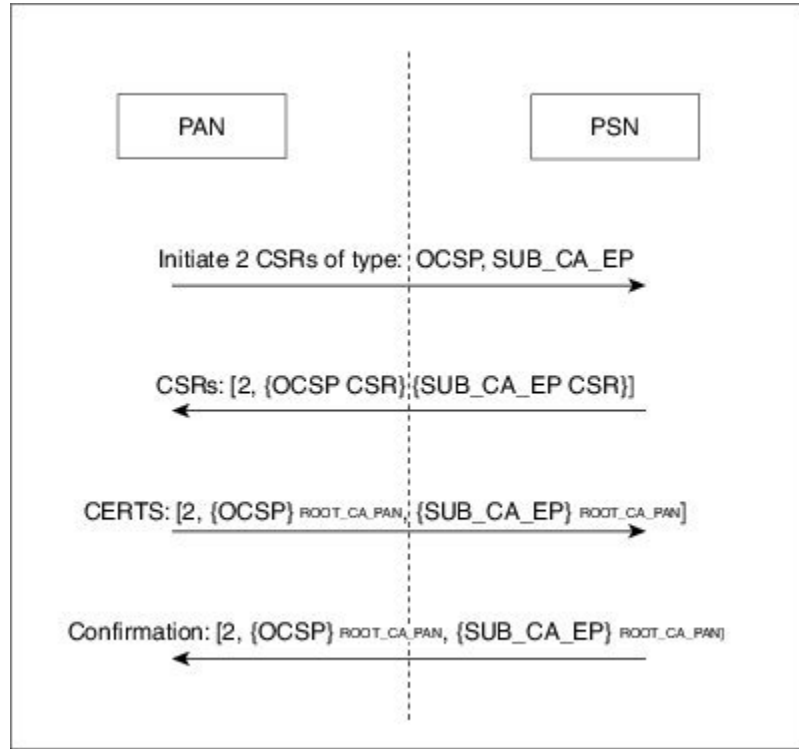 PAN
PSN
Initiate 2 CSRs of type: OCSP, SUB_CA_EP
CSRs: [2, {OCSP CSR} {SUB_CA_EP CSR}]
CERTS: [2, {OCSP} ROOT_CA_PAN, {SUB_CA_EP} ROOT_CA_PAN]
Confirmation: [2, {OCSP} ROOT_CA_PAN, {SUB_CA_EP} ROOT_CA_PAN]